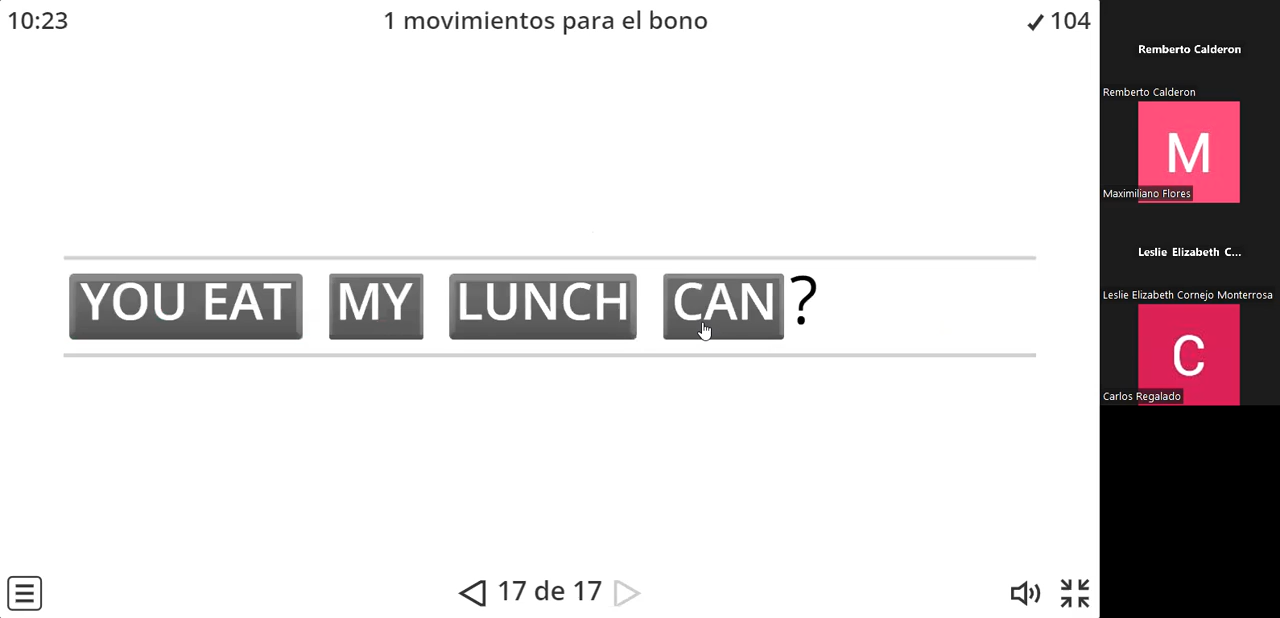 10:23
1 movimientos para el bono
✓ 104
YOU EAT MY LUNCH CAN ?
17 de 17
Remberto Calderon
Remberto Calderon
M
Maximiliano Flores
Leslie Elizabeth C...
Leslie Elizabeth Cornejo Monterrosa
C
Carlos Regalado